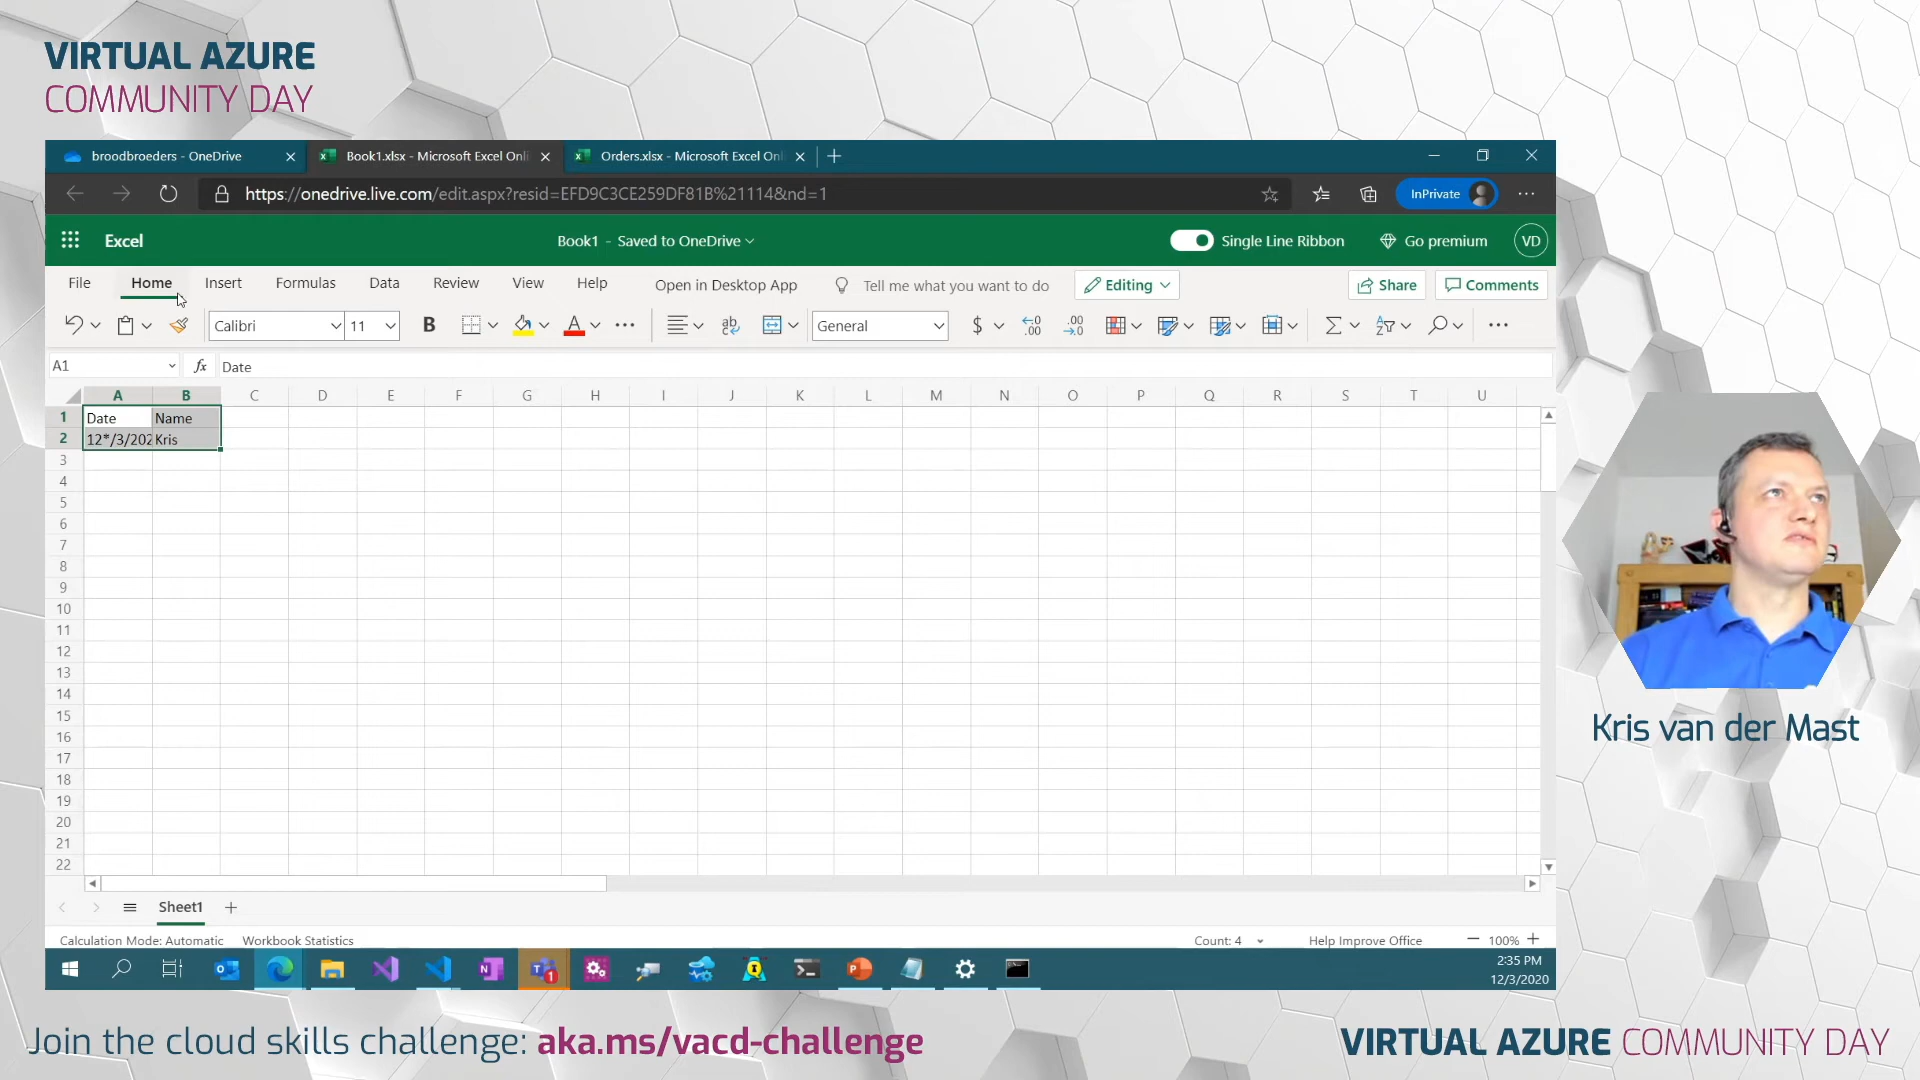 VIRTUAL AZURE
COMMUNITY DAY
broodbroeders - OneDrive
Book1.xlsx - Microsoft Excel Onli
Orders.xlsx - Microsoft Excel Onl
https://onedrive.live.com/edit.aspx?resid=EFD9C3CE259DF81B%21114&nd=1
InPrivate
Excel
Book1 - Saved to OneDrive
Single Line Ribbon
Go premium
VD
File
Home
Insert
Formulas
Data
Review
View
Help
Open in Desktop App
Tell me what you want to do
Editing
Share
Comments
Calibri
11
B
General
$
A1
fx
Date
A B C D E F G H I J K L M N O P Q R S T U
1 Date Name
2 12*/3/202 Kris
3
4
5
6
7
8
9
10
11
12
13
14
15
16
17
18
19
20
21
22
Sheet1
Calculation Mode: Automatic
Workbook Statistics
Count: 4
Help Improve Office
100%
2:35 PM
12/3/2020
Kris van der Mast
Join the cloud skills challenge: aka.ms/vacd-challenge
VIRTUAL AZURE COMMUNITY DAY